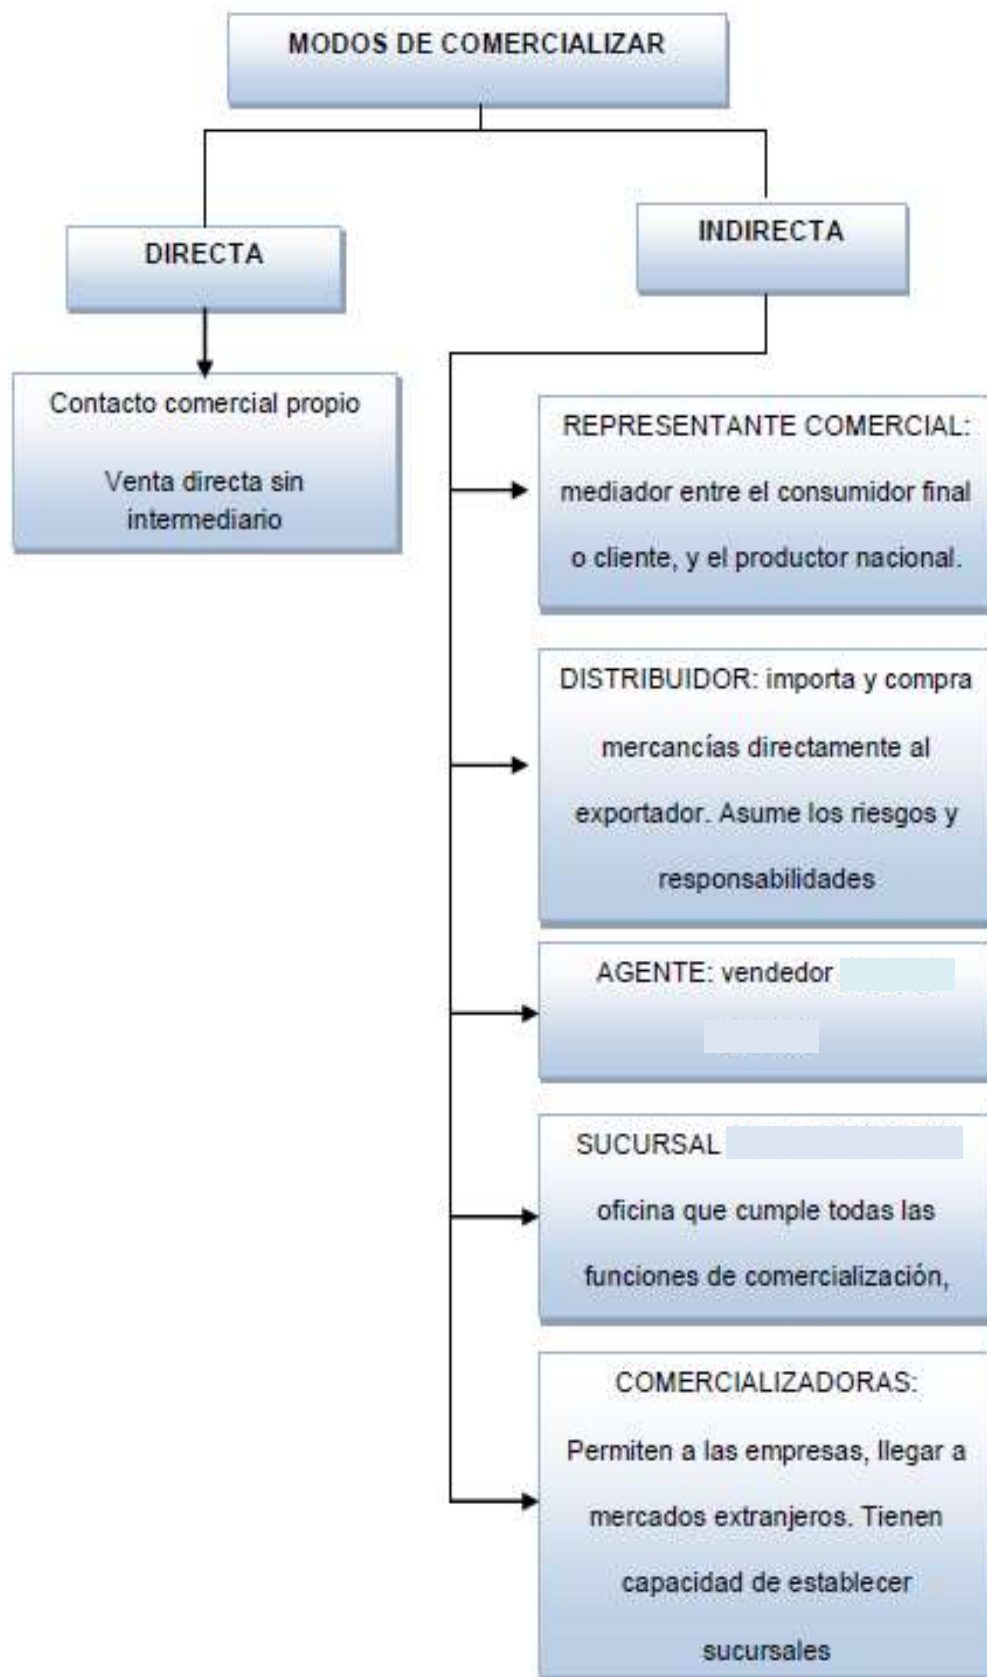 MODOS DE COMERCIALIZAR
DIRECTA
INDIRECTA
Contacto comercial propio
Venta directa sin
intermediario
REPRESENTANTE COMERCIAL:
mediador entre el consumidor final
o cliente, y el productor nacional.
DISTRIBUIDOR: importa y compra
mercancías directamente al
exportador. Asume los riesgos y
responsabilidades
AGENTE: vendedor
SUCURSAL
oficina que cumple todas las
funciones de comercialización,
COMERCIALIZADORAS:
Permiten a las empresas, llegar a
mercados extranjeros. Tienen
capacidad de establecer
sucursales